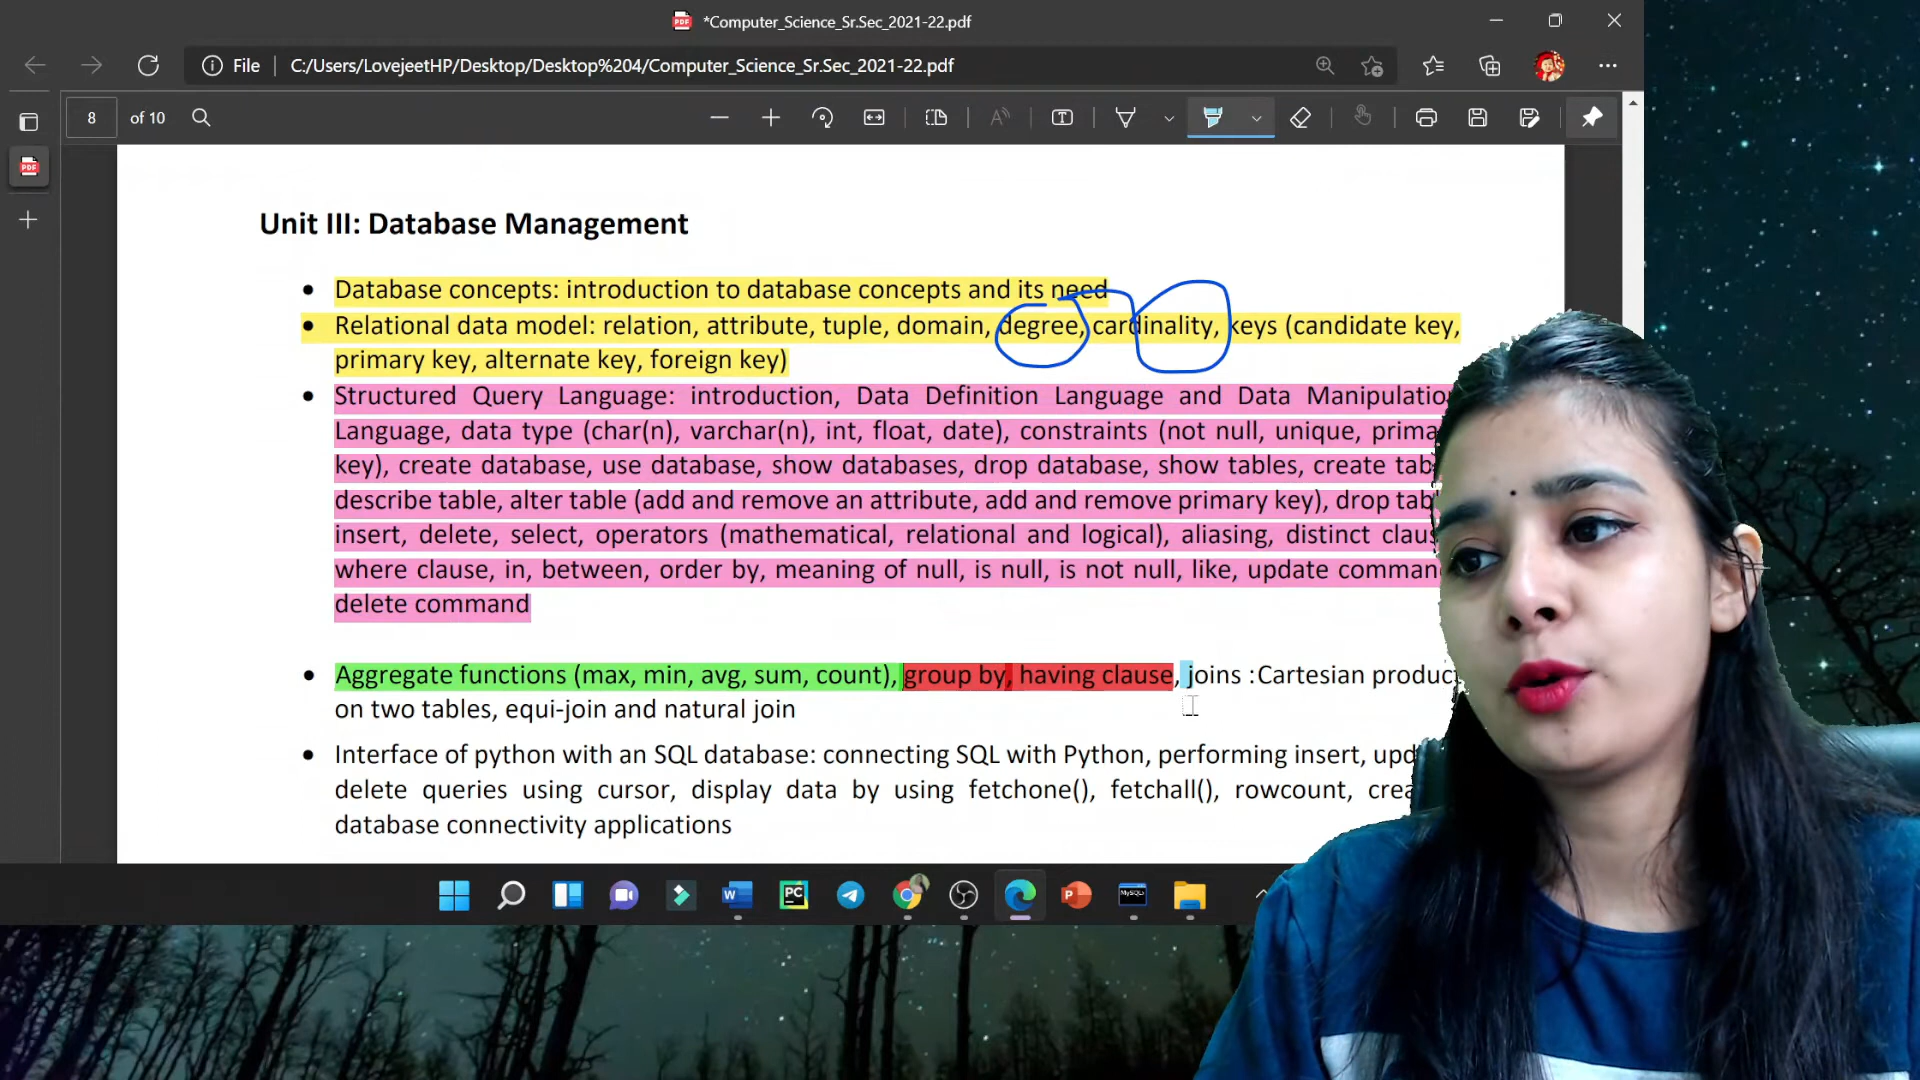 *Computer_Science_Sr.Sec_2021-22.pdf
File
C:/Users/LovejeetHP/Desktop/Desktop%204/Computer_Science_Sr.Sec_2021-22.pdf
8 of 10
Unit III: Database Management
• Database concepts: introduction to database concepts and its need
• Relational data model: relation, attribute, tuple, domain, degree, cardinality, keys (candidate key,
primary key, alternate key, foreign key)
• Structured Query Language: introduction, Data Definition Language and Data
Language, data type (char(n), varchar(n), int, float, date), constraints (not null, unique,
key), create database, use database, show databases, drop database, show tables, create
describe table, alter table (add and remove an attribute, add and remove primary key), drop
insert, delete, select, operators (mathematical, relational and logical), aliasing, distinct
where clause, in, between, order by, meaning of null, is null, is not null, like, update
delete command
• Aggregate functions (max, min, avg, sum, count), group by, having clause, joins :Cartesian
on two tables, equi-join and natural join
• Interface of python with an SQL database: connecting SQL with Python, performing insert,
delete queries using cursor, display data by using fetchone(), fetchall(), rowcount,
database connectivity applications